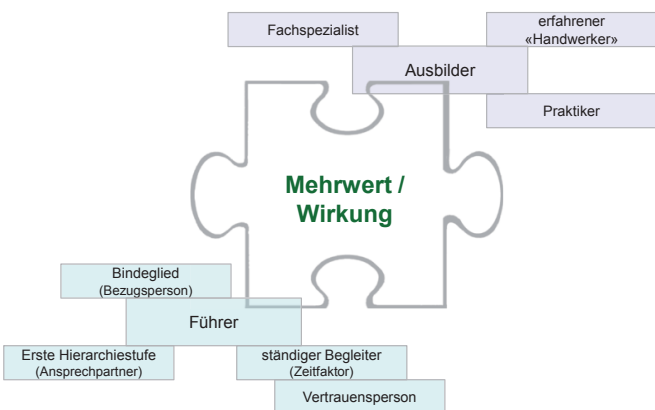 Fachspezialist
erfahrener
«Handwerker»
Ausbilder
Praktiker
Mehrwert /
Wirkung
Bindeglied
(Bezugsperson)
Führer
Erste Hierarchiestufe
(Ansprechpartner)
ständiger Begleiter
(Zeitfaktor)
Vertrauensperson